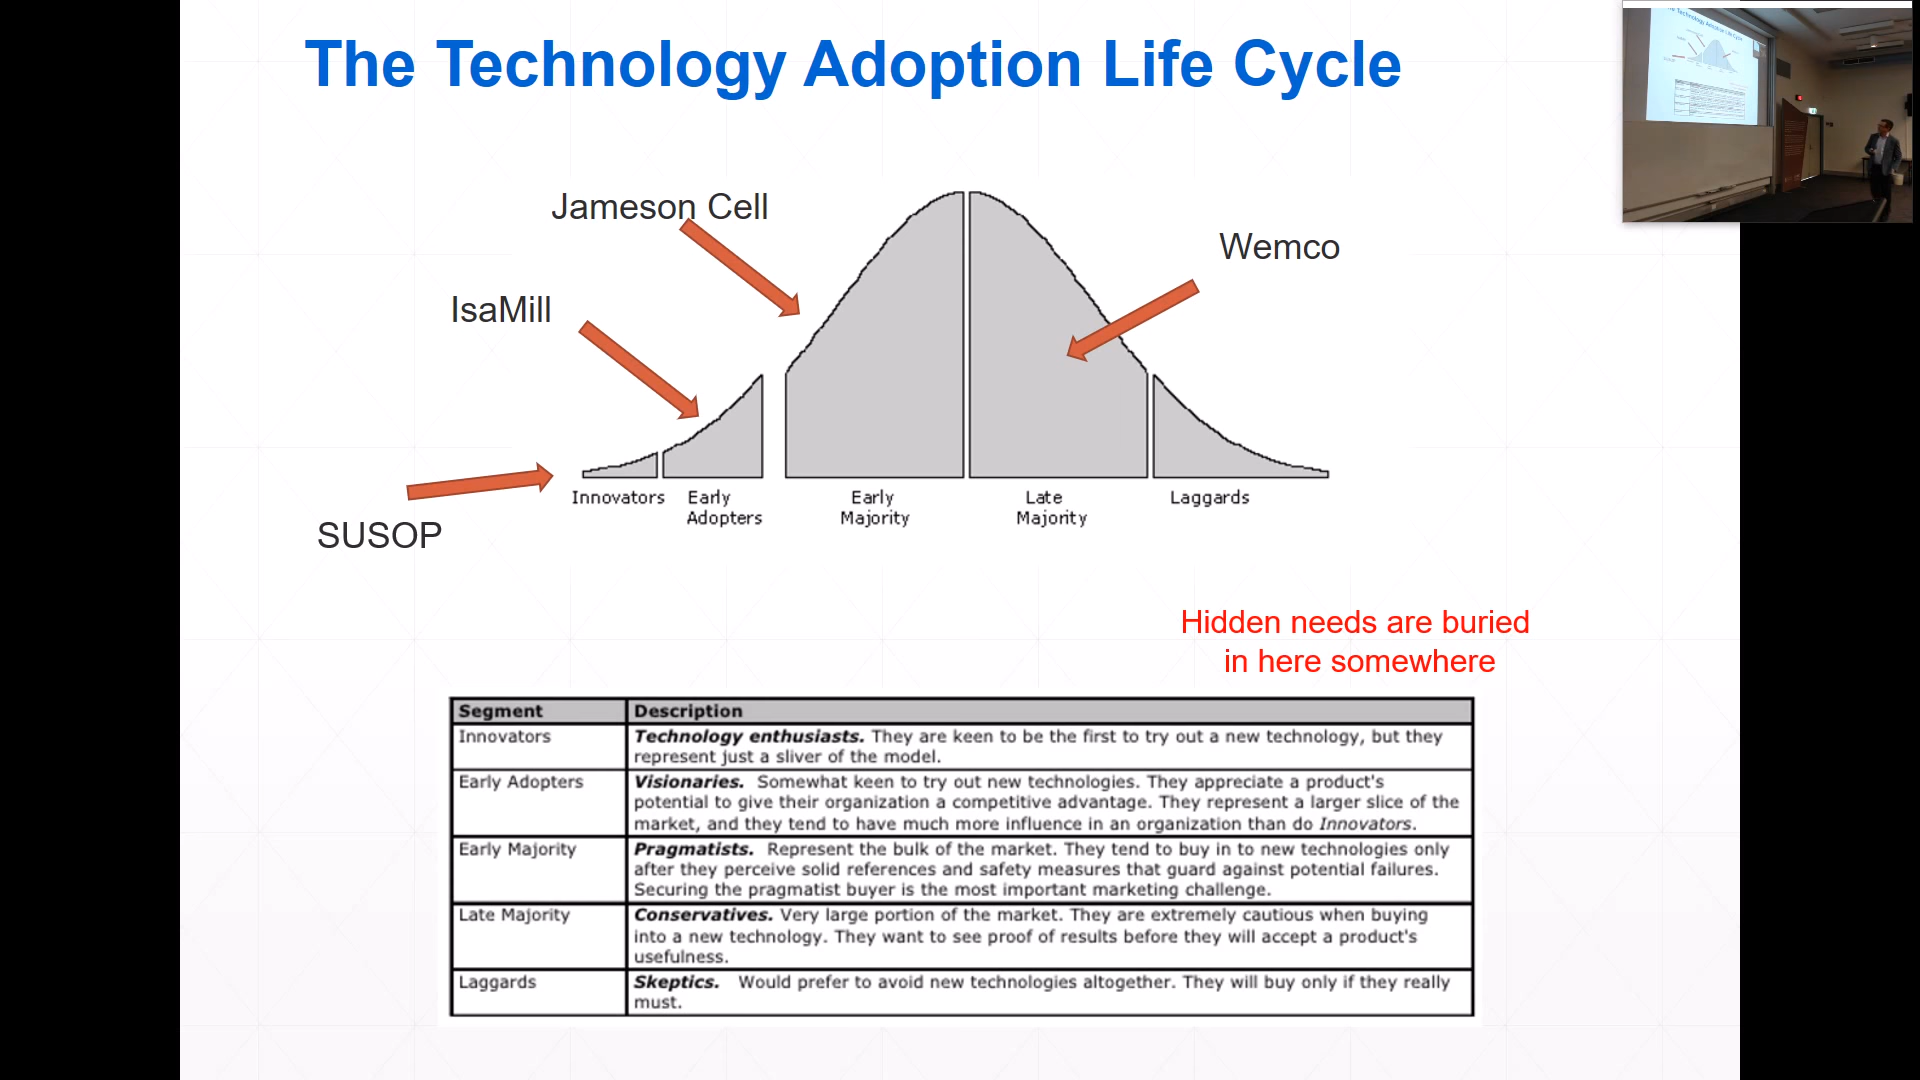 The Technology Adoption Life Cycle
Jameson Cell
Wemco
IsaMill
SUSOP
Innovators
Early
Adopters
Early
Majority
Late
Majority
Laggards
Hidden needs are buried
in here somewhere
Segment Description
Innovators Technology enthusiasts. They are keen to be the first to try out a new technology, but they
represent just a sliver of the model.
Early Adopters Visionaries. Somewhat keen to try out new technologies. They appreciate a product's
potential to give their organization a competitive advantage. They represent a larger slice of the
market, and they tend to have much more influence in an organization than do Innovators.
Early Majority Pragmatists. Represent the bulk of the market. They tend to buy in to new technologies only
after they perceive solid references and safety measures that guard against potential failures.
Securing the pragmatist buyer is the most important marketing challenge.
Late Majority Conservatives. Very large portion of the market. They are extremely cautious when buying
into a new technology. They want to see proof of results before they will accept a product's
usefulness.
Laggards Skeptics. Would prefer to avoid new technologies altogether. They will buy only if they really
must.